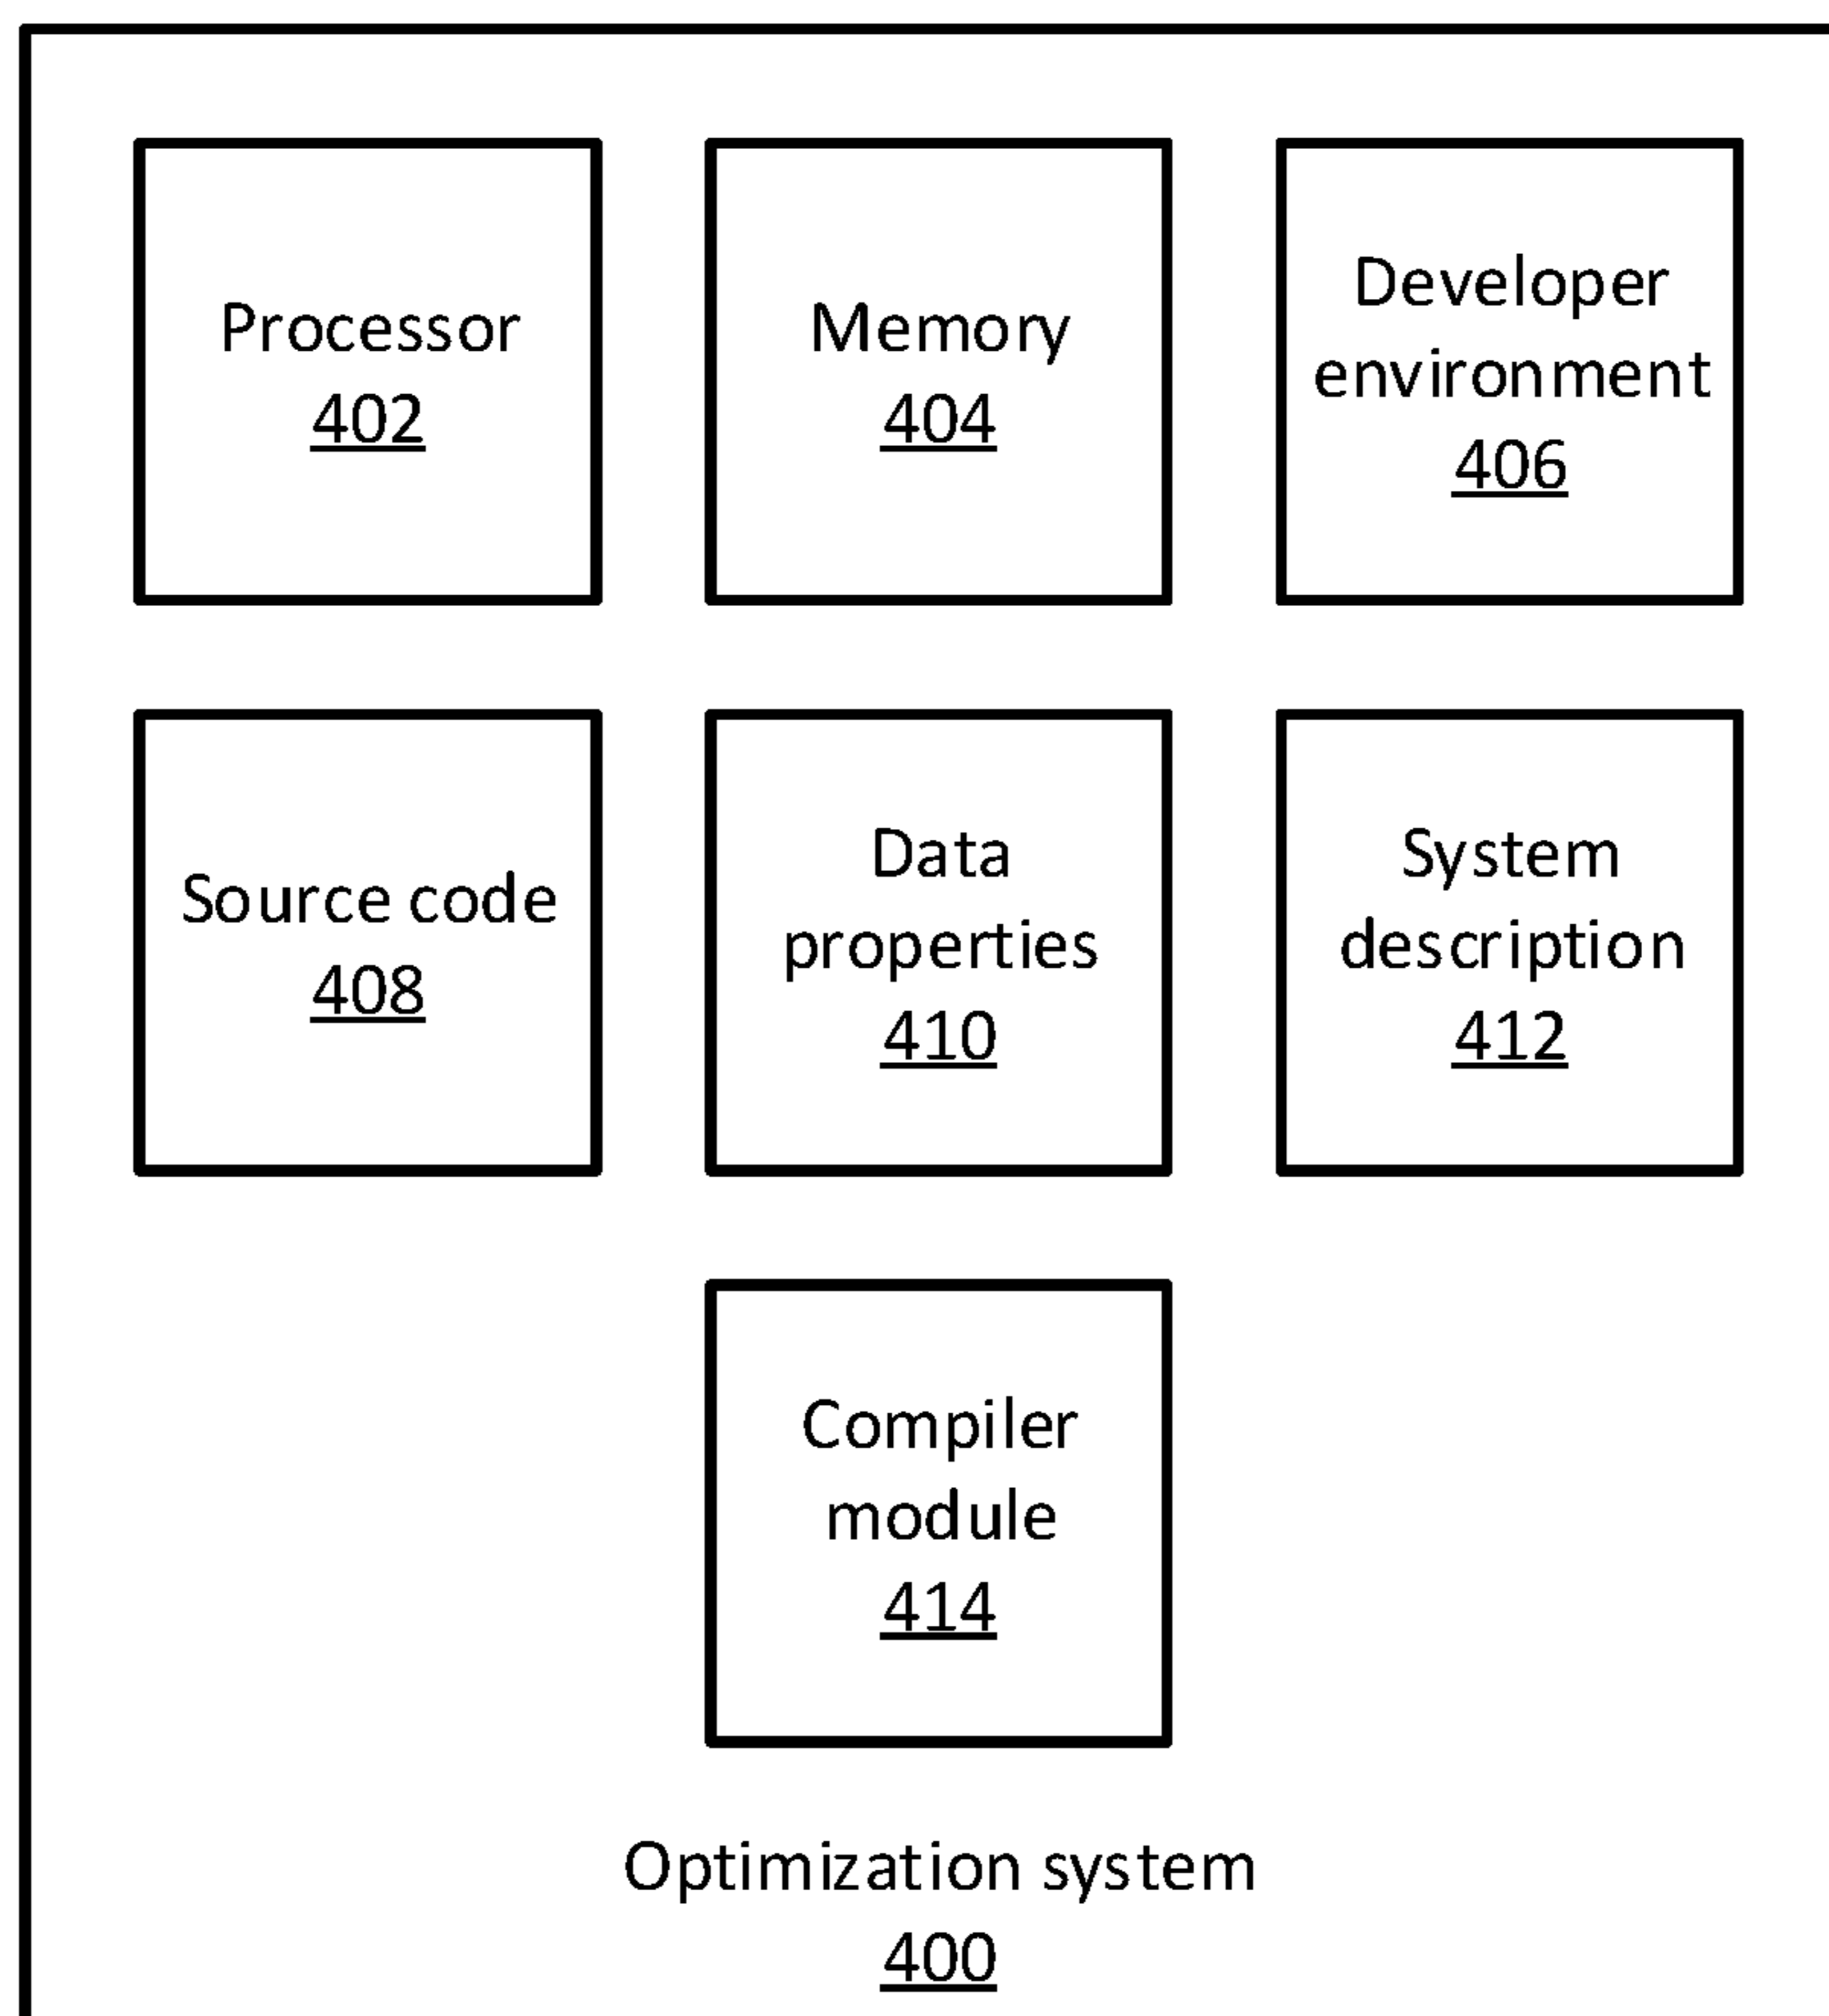 Processor
402
Memory
404
Developer
environment
406
Source code
408
Data
properties
410
System
description
412
Compiler
module
414
Optimization system
400